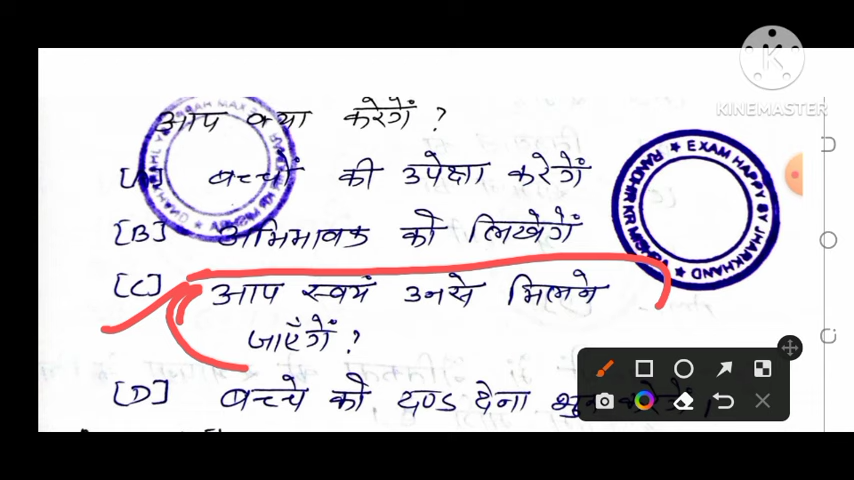 KINEMASTER
आप क्या करेगें ?
[A] बच्चों की उपेक्षा करेगें
EXAM HAPPY BY JHARKHAND
[B] अभिभावक को लिखेगें
[C] आप स्वयं उनसे मिलने
जाएँगें ?
[D] बच्चे को दण्ड देना